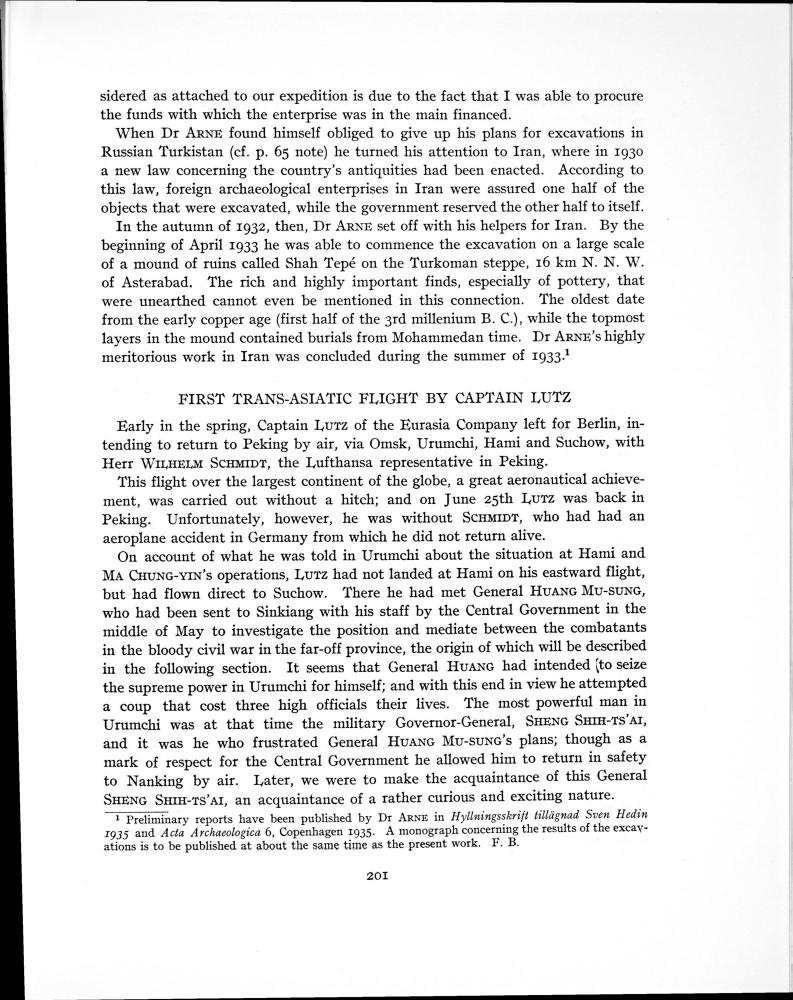 sidered as attached to our expedition is due to the fact that I was able to procure
the funds with which the enterprise was in the main financed.
When Dr ARNE found himself obliged to give up his plans for excavations in
Russian Turkistan (cf. p. 65 note) he turned his attention to Iran, where in 1930
a new law concerning the country's antiquities had been enacted. According to
this law, foreign archaeological enterprises in Iran were assured one half of the
objects that were excavated, while the government reserved the other half to itself.
In the autumn of 1932, then, Dr ARNE set off with his helpers for Iran. By the
beginning of April 1933 he was able to commence the excavation on a large scale
of a mound of ruins called Shah Tepé on the Turkoman steppe, 16 km N. N. W.
of Asterabad. The rich and highly important finds, especially of pottery, that
were unearthed cannot even be mentioned in this connection. The oldest date
from the early copper age (first half of the 3rd millenium B. C.), while the topmost
layers in the mound contained burials from Mohammedan time. Dr ARNE's highly
meritorious work in Iran was concluded during the summer of 1933.¹
FIRST TRANS-ASIATIC FLIGHT BY CAPTAIN LUTZ
Early in the spring, Captain LUTZ of the Eurasia Company left for Berlin, in-
tending to return to Peking by air, via Omsk, Urumchi, Hami and Suchow, with
Herr WILHELM SCHMIDT, the Lufthansa representative in Peking.
This flight over the largest continent of the globe, a great aeronautical achieve-
ment, was carried out without a hitch; and on June 25th LUTZ was back in
Peking. Unfortunately, however, he was without SCHMIDT, who had had an
aeroplane accident in Germany from which he did not return alive.
On account of what he was told in Urumchi about the situation at Hami and
MA CHUNG-YIN's operations, LUTZ had not landed at Hami on his eastward flight,
but had flown direct to Suchow. There he had met General HUANG MU-SUNG,
who had been sent to Sinkiang with his staff by the Central Government in the
middle of May to investigate the position and mediate between the combatants
in the bloody civil war in the far-off province, the origin of which will be described
in the following section. It seems that General HUANG had intended (to seize
the supreme power in Urumchi for himself; and with this end in view he attempted
a coup that cost three high officials their lives. The most powerful man in
Urumchi was at that time the military Governor-General, SHENG SHIH-TS'AI,
and it was he who frustrated General HUANG MU-SUNG's plans; though as a
mark of respect for the Central Government he allowed him to return in safety
to Nanking by air. Later, we were to make the acquaintance of this General
SHENG SHIH-TS'AI, an acquaintance of a rather curious and exciting nature.
¹ Preliminary reports have been published by Dr ARNE in Hyllningsskrift tillägnad Sven Hedin
1935 and Acta Archaeologica 6, Copenhagen 1935. A monograph concerning the results of the excav-
ations is to be published at about the same time as the present work. F. B.
201